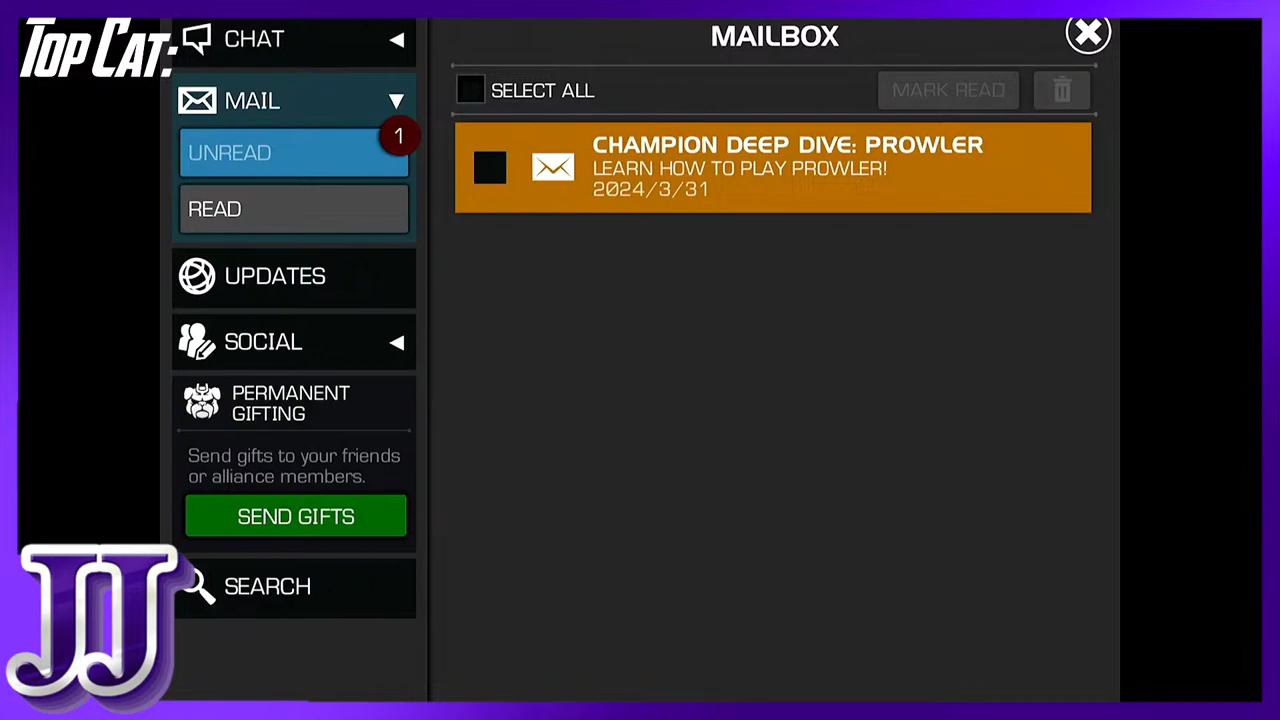 TOP CAT:
CHAT
MAIL
1
UNREAD
READ
UPDATES
SOCIAL
PERMANENT
GIFTING
Send gifts to your friends
or alliance members.
SEND GIFTS
SEARCH
JJ
MAILBOX
SELECT ALL
MARK READ
CHAMPION DEEP DIVE: PROWLER
LEARN HOW TO PLAY PROWLER!
2024/3/31